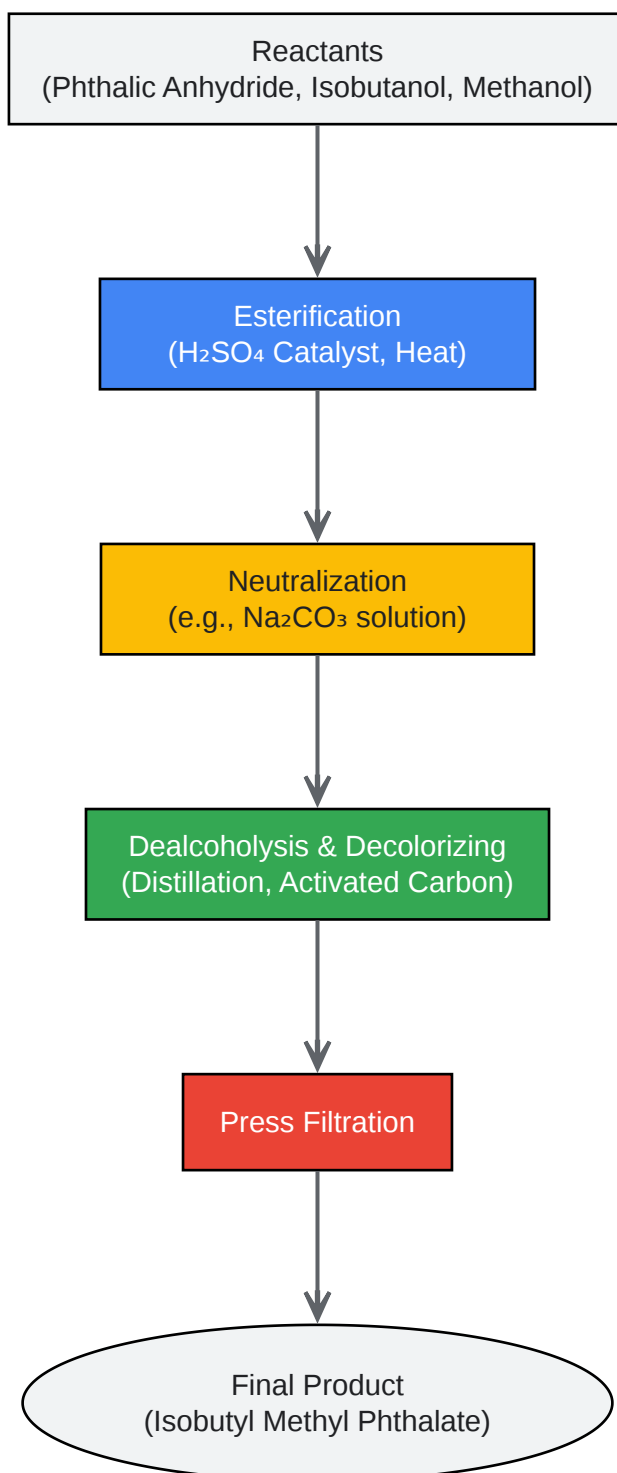 Reactants
(Phthalic Anhydride, Isobutanol, Methanol)
Esterification
(H₂SO₄ Catalyst, Heat)
Neutralization
(e.g., Na₂CO₃ solution)
Dealcoholysis & Decolorizing
(Distillation, Activated Carbon)
Press Filtration
Final Product
(Isobutyl Methyl Phthalate)